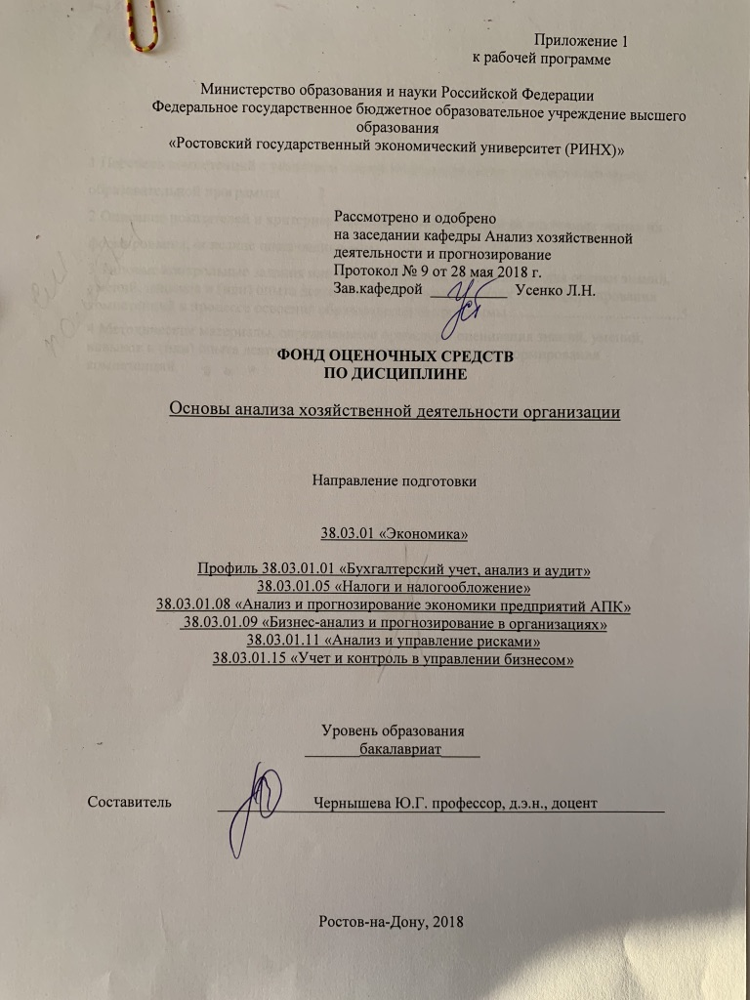 Приложение 1
к рабочей программе
Министерство образования и науки Российской Федерации
Федеральное государственное бюджетное образовательное учреждение высшего
образования
«Ростовский государственный экономический университет (РИНХ)»
Рассмотрено и одобрено
на заседании кафедры Анализ хозяйственной
деятельности и прогнозирование
Протокол № 9 от 28 мая 2018 г.
Зав.кафедрой __________ Усенко Л.Н.
ФОНД ОЦЕНОЧНЫХ СРЕДСТВ
ПО ДИСЦИПЛИНЕ
Основы анализа хозяйственной деятельности организации
Направление подготовки
38.03.01 «Экономика»
Профиль 38.03.01.01 «Бухгалтерский учет, анализ и аудит»
38.03.01.05 «Налоги и налогообложение»
38.03.01.08 «Анализ и прогнозирование экономики предприятий АПК»
38.03.01.09 «Бизнес-анализ и прогнозирование в организациях»
38.03.01.11 «Анализ и управление рисками»
38.03.01.15 «Учет и контроль в управлении бизнесом»
Уровень образования
бакалавриат
Составитель Чернышева Ю.Г. профессор, д.э.н., доцент
Ростов-на-Дону, 2018